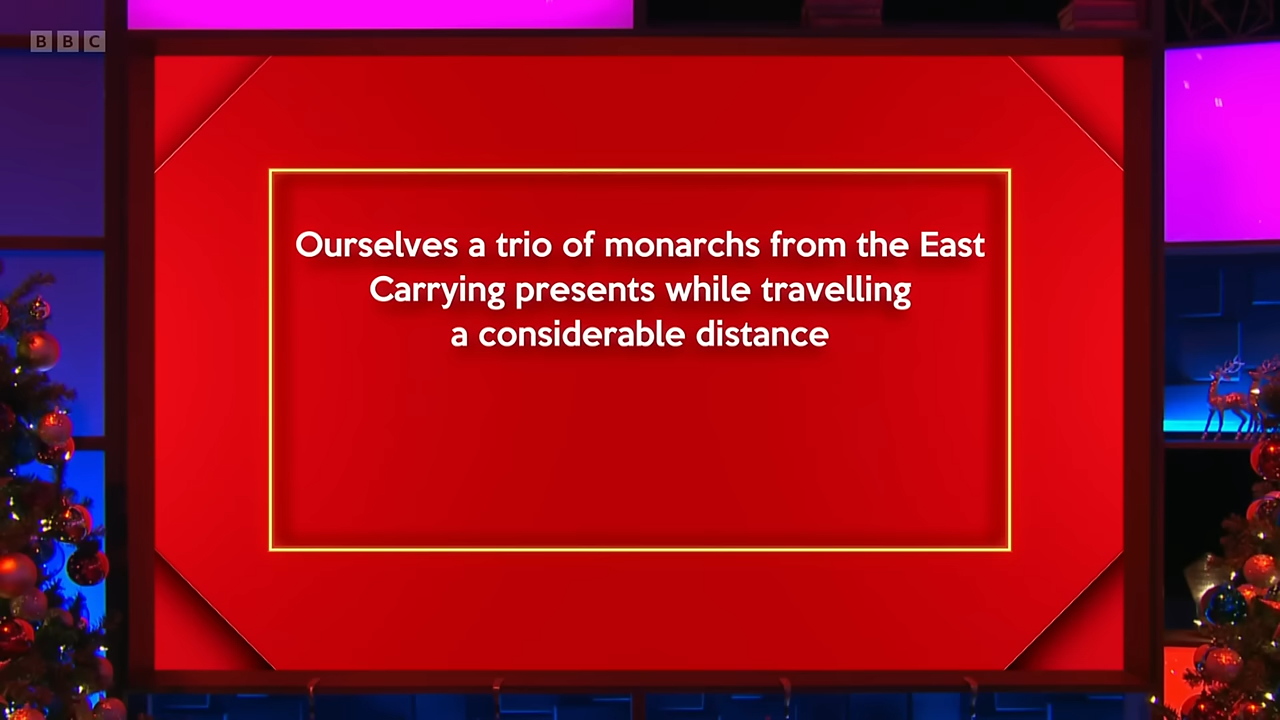 BBC
Ourselves a trio of monarchs from the East
Carrying presents while travelling
a considerable distance